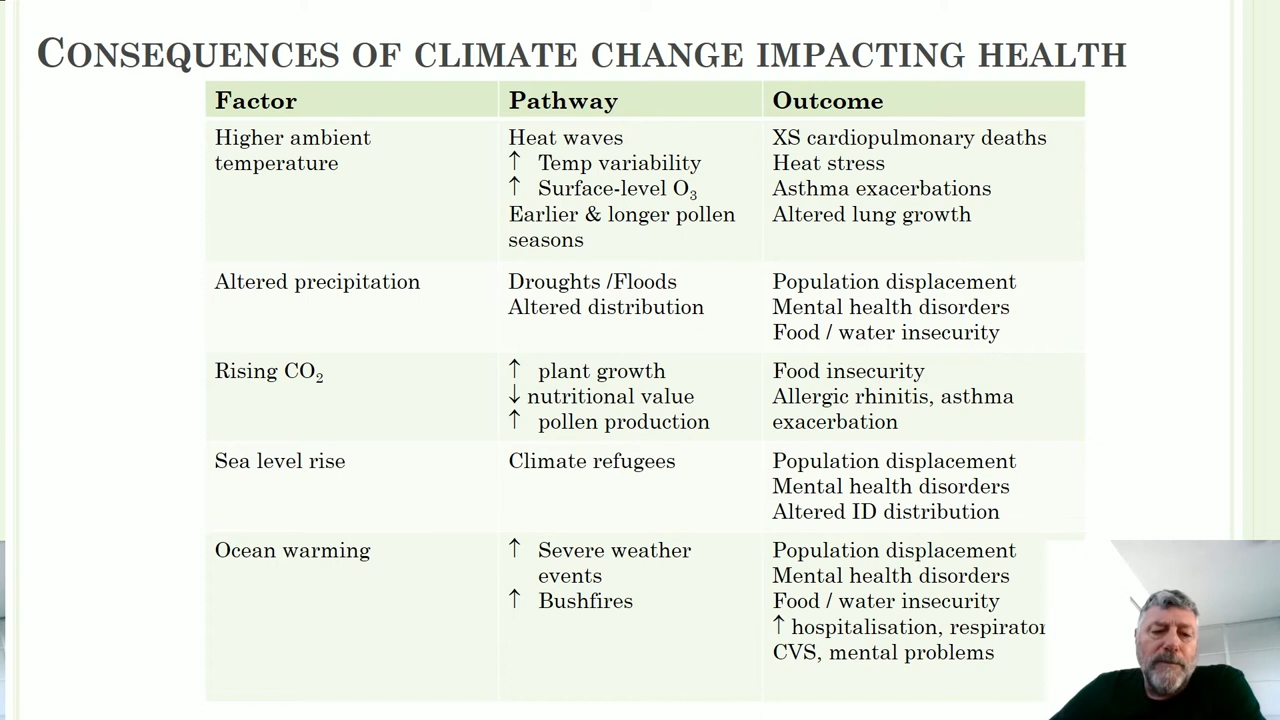 CONSEQUENCES OF CLIMATE CHANGE IMPACTING HEALTH
Factor Pathway Outcome
Higher ambient
temperature
Heat waves
↑ Temp variability
↑ Surface-level O₃
Earlier & longer pollen
seasons
XS cardiopulmonary deaths
Heat stress
Asthma exacerbations
Altered lung growth
Altered precipitation
Droughts /Floods
Altered distribution
Population displacement
Mental health disorders
Food / water insecurity
Rising CO₂
↑ plant growth
↓ nutritional value
↑ pollen production
Food insecurity
Allergic rhinitis, asthma
exacerbation
Sea level rise
Climate refugees
Population displacement
Mental health disorders
Altered ID distribution
Ocean warming
↑ Severe weather
events
↑ Bushfires
Population displacement
Mental health disorders
Food / water insecurity
↑ hospitalisation,
CVS, mental problems